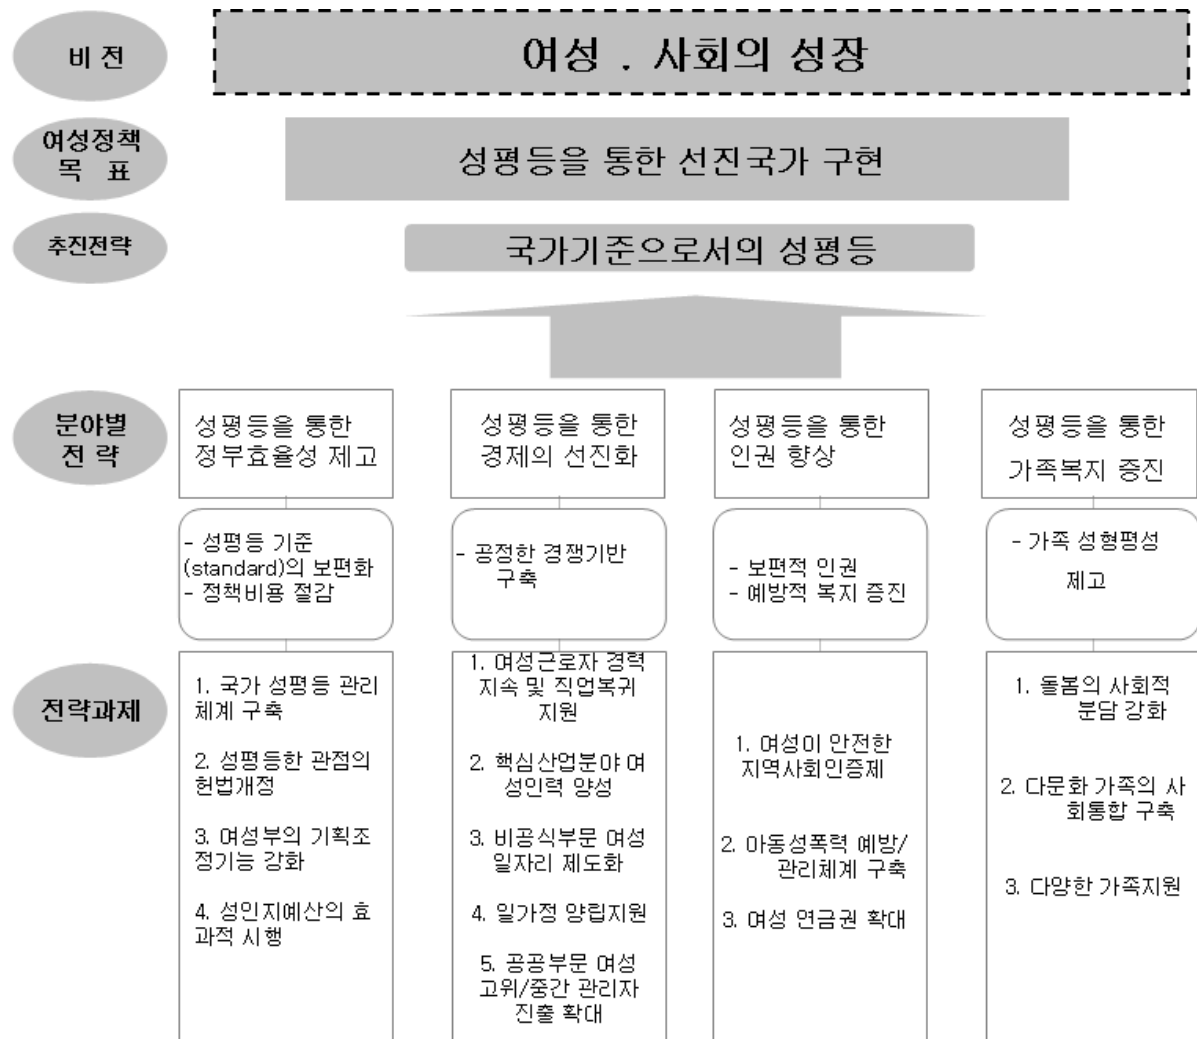 비 전
여성 . 사회의 성장
여성정책
목 표
성평등을 통한 선진국가 구현
추진전략
국가기준으로서의 성평등
분야별
전 략
성평등을 통한
정부효율성 제고
성평등을 통한
경제의 선진화
성평등을 통한
인권 향상
성평등을 통한
가족복지 증진
- 성평등 기준
(standard)의 보편화
- 정책비용 절감
- 공정한 경쟁기반
구축
- 보편적 인권
- 예방적 복지 증진
- 가족 성형평성
제고
전략과제
1. 국가 성평등 관리
체계 구축
2. 성평등한 관점의
헌법개정
3. 여성부의 기획조
정기능 강화
4. 성인지예산의 효
과적 시행
1. 여성근로자 경력
지속 및 직업복귀
지원
2. 핵심산업분야 여
성인력 양성
3. 비공식부문 여성
일자리 제도화
4. 일가정 양립지원
5. 공공부문 여성
고위/중간 관리자
진출 확대
1. 여성이 안전한
지역사회인증제
2. 아동성폭력 예방/
관리체계 구축
3. 여성 연금권 확대
1. 돌봄의 사회적
분담 강화
2. 다문화 가족의 사
회통합 구축
3. 다양한 가족지원